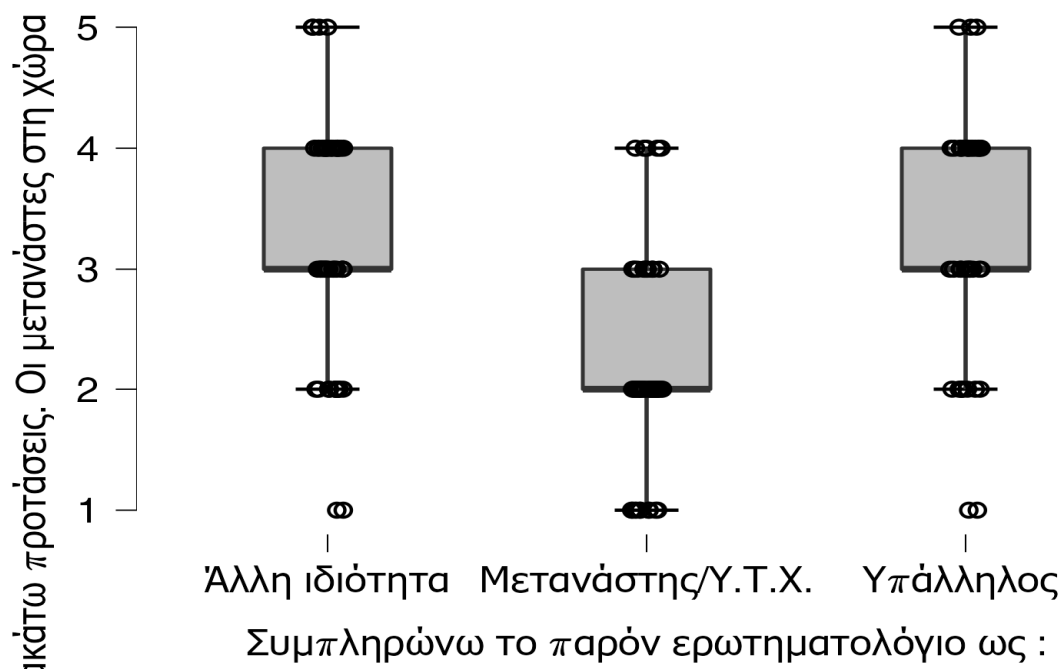 ακάτω προτάσεις. Οι μετανάστες στη χώρα
5
4
3
2
1
Άλλη ιδιότητα Μετανάστης/Υ.Τ.Χ. Υπάλληλος
Συμπληρώνω το παρόν ερωτηματολόγιο ως :